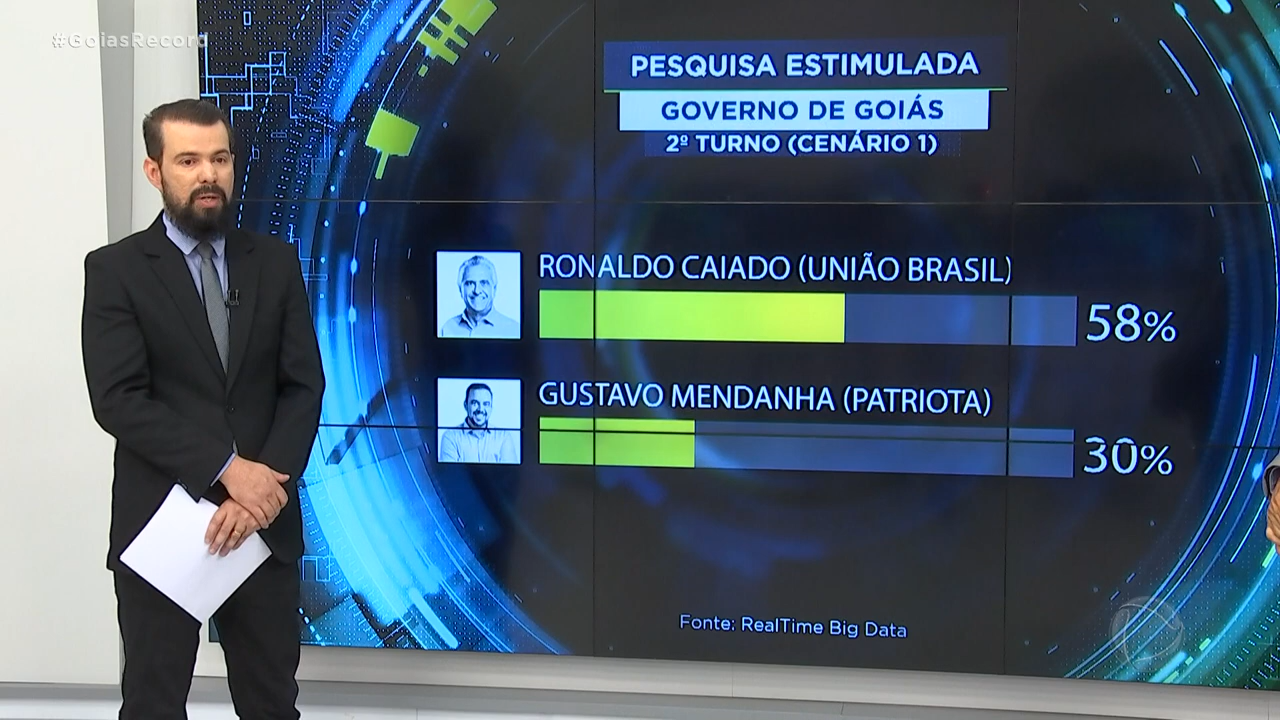 #GoiasRecord
PESQUISA ESTIMULADA
GOVERNO DE GOIÁS
2º TURNO (CENÁRIO 1)
RONALDO CAIADO (UNIÃO BRASIL)
58%
GUSTAVO MENDANHA (PATRIOTA)
30%
Fonte: RealTime Big Data